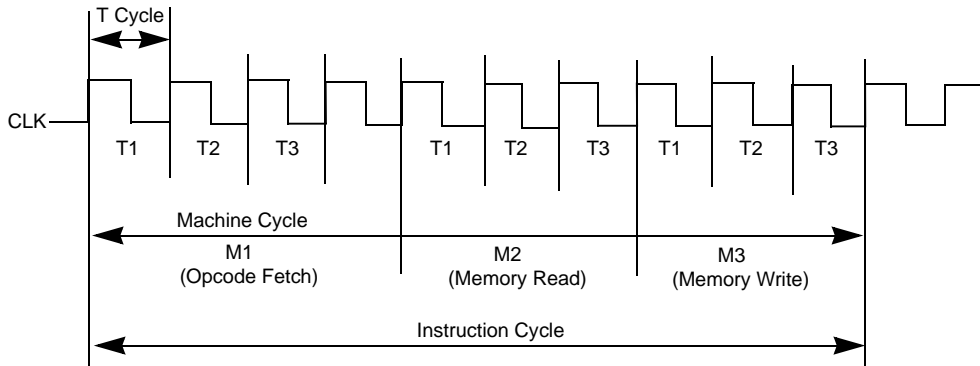 T Cycle
CLK
T1 T2 T3 T1 T2 T3 T1 T2 T3
Machine Cycle
M1 M2 M3
(Opcode Fetch) (Memory Read) (Memory Write)
Instruction Cycle